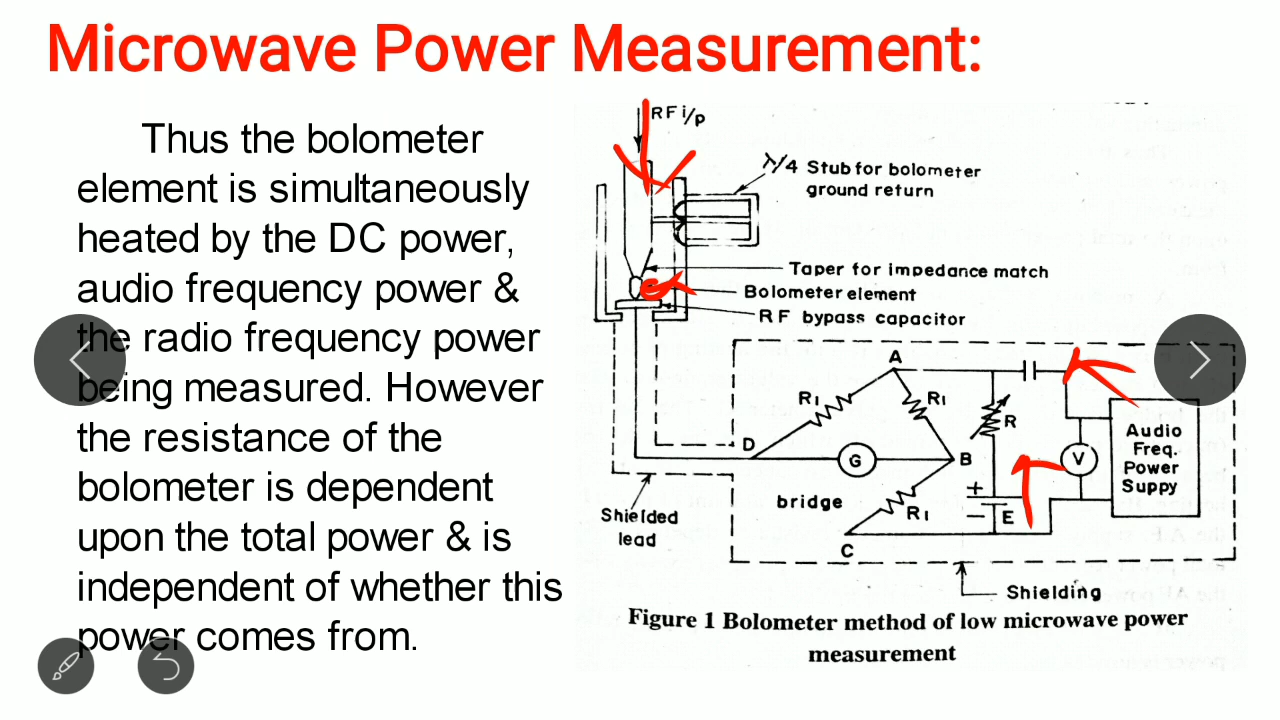 Microwave Power Measurement:
Thus the bolometer
element is simultaneously
heated by the DC power,
audio frequency power &
the radio frequency power
being measured. However
the resistance of the
bolometer is dependent
upon the total power & is
independent of whether this
power comes from.
RF i/p
λ/4 Stub for bolometer
ground return
Taper for impedance match
Bolometer element
RF bypass capacitor
A
R1
R1
R
D
G
B
V
Audio
Freq.
Power
Suppy
bridge
R1
+
−
E
C
Shielded
lead
Shielding
Figure 1 Bolometer method of low microwave power
measurement